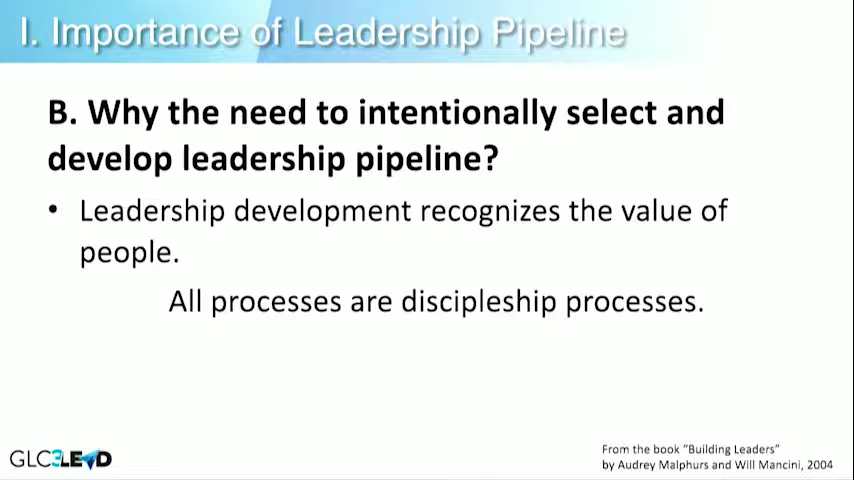 I. Importance of Leadership Pipeline
B. Why the need to intentionally select and
develop leadership pipeline?
• Leadership development recognizes the value of
people.
All processes are discipleship processes.
GLC3LEAD
From the book “Building Leaders”
by Audrey Malphurs and Will Mancini, 2004